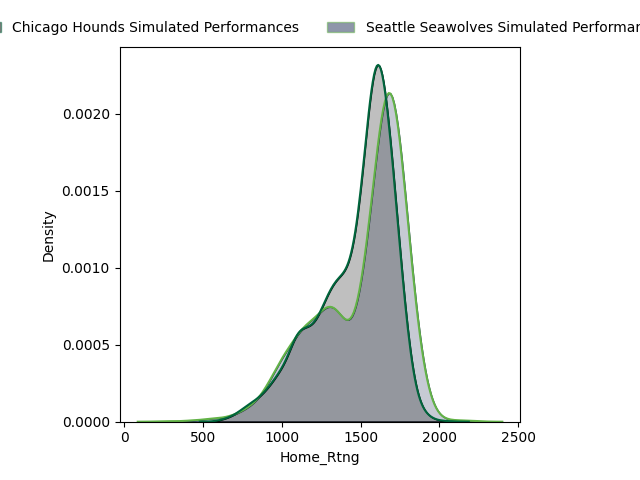 Chicago Hounds Simulated Performances Seattle Seawolves Simulated
0.0020
0.0015
0.0010
0.0005
0.0000
Density
0 500 1000 1500 2000 2500
Home_Rtng